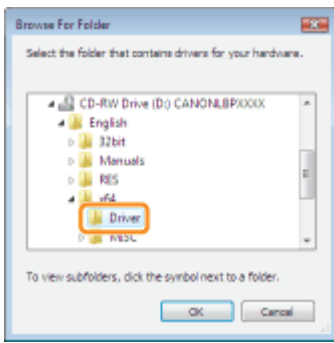 Browse For Folder
Select the folder that contains drivers for your hardware.
CD-RW Drive (D:) CANONLBPXXXX
English
32bit
Manuals
RES
x64
Driver
MISC
To view subfolders, click the symbol next to a folder.
OK
Cancel